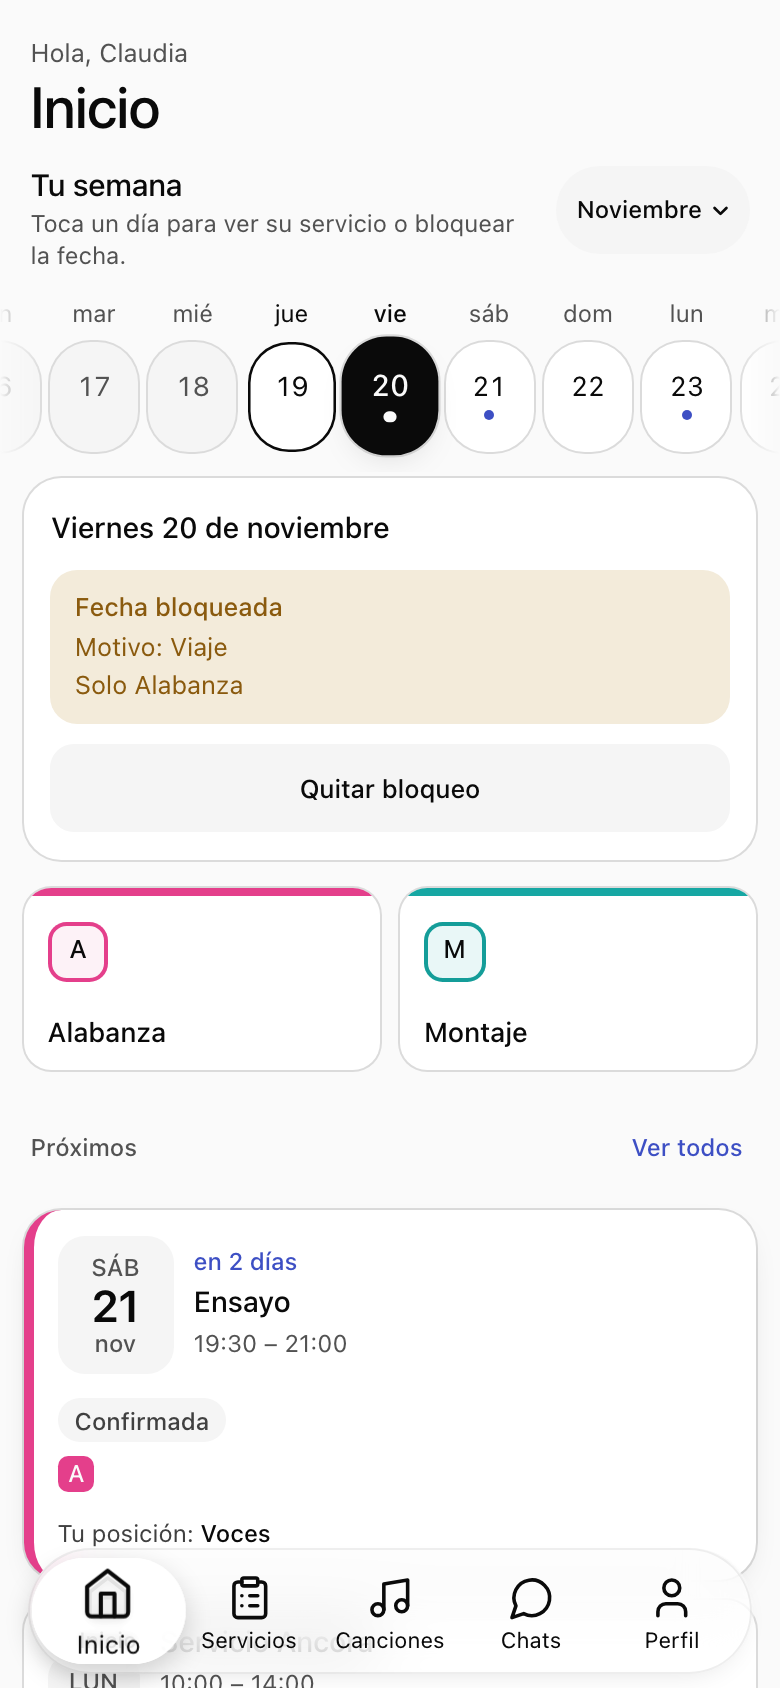 Hola, Claudia
Inicio
Tu semana
Toca un día para ver su servicio o bloquear
la fecha.
Noviembre
mar mié jue vie sáb dom lun
17 18 19 20 21 22 23
Viernes 20 de noviembre
Fecha bloqueada
Motivo: Viaje
Solo Alabanza
Quitar bloqueo
A
Alabanza
M
Montaje
Próximos
Ver todos
SÁB
21
nov
en 2 días
Ensayo
19:30 – 21:00
Confirmada
A
Tu posición: Voces
Inicio
Servicios
Canciones
Chats
Perfil
LUN
10:00 – 14:00